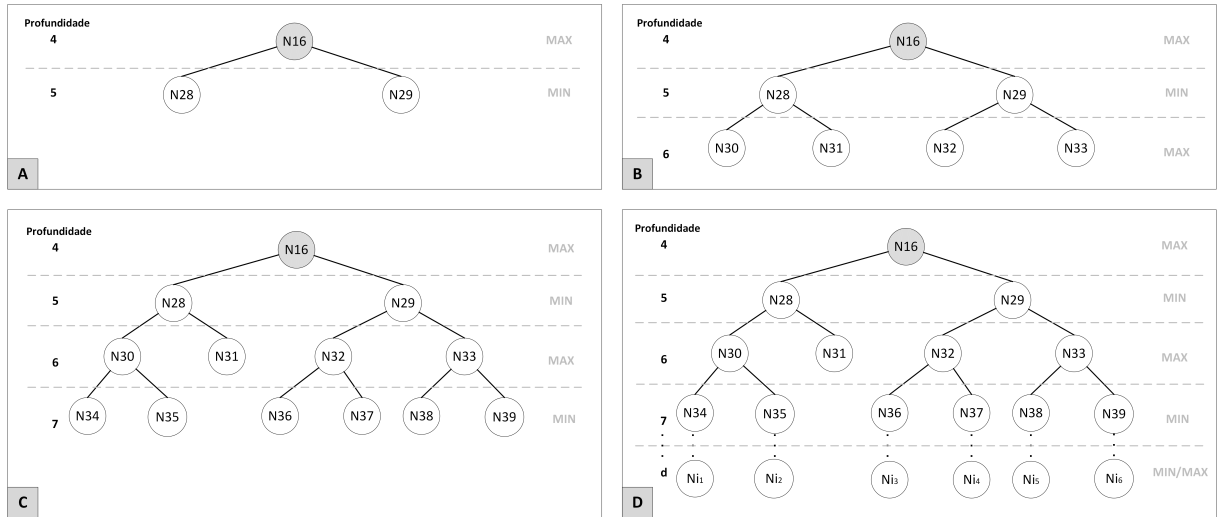 Profundidade
4 N16 MAX
5 N28 N29 MIN
A
Profundidade
4 N16 MAX
5 N28 N29 MIN
6 N30 N31 N32 N33 MAX
B
Profundidade
4 N16 MAX
5 N28 N29 MIN
6 N30 N31 N32 N33 MAX
7 N34 N35 N36 N37 N38 N39 MIN
C
Profundidade
4 N16 MAX
5 N28 N29 MIN
6 N30 N31 N32 N33 MAX
7 N34 N35 N36 N37 N38 N39 MIN
d Ni₁ Ni₂ Ni₃ Ni₄ Ni₅ Ni₆ MIN/MAX
D